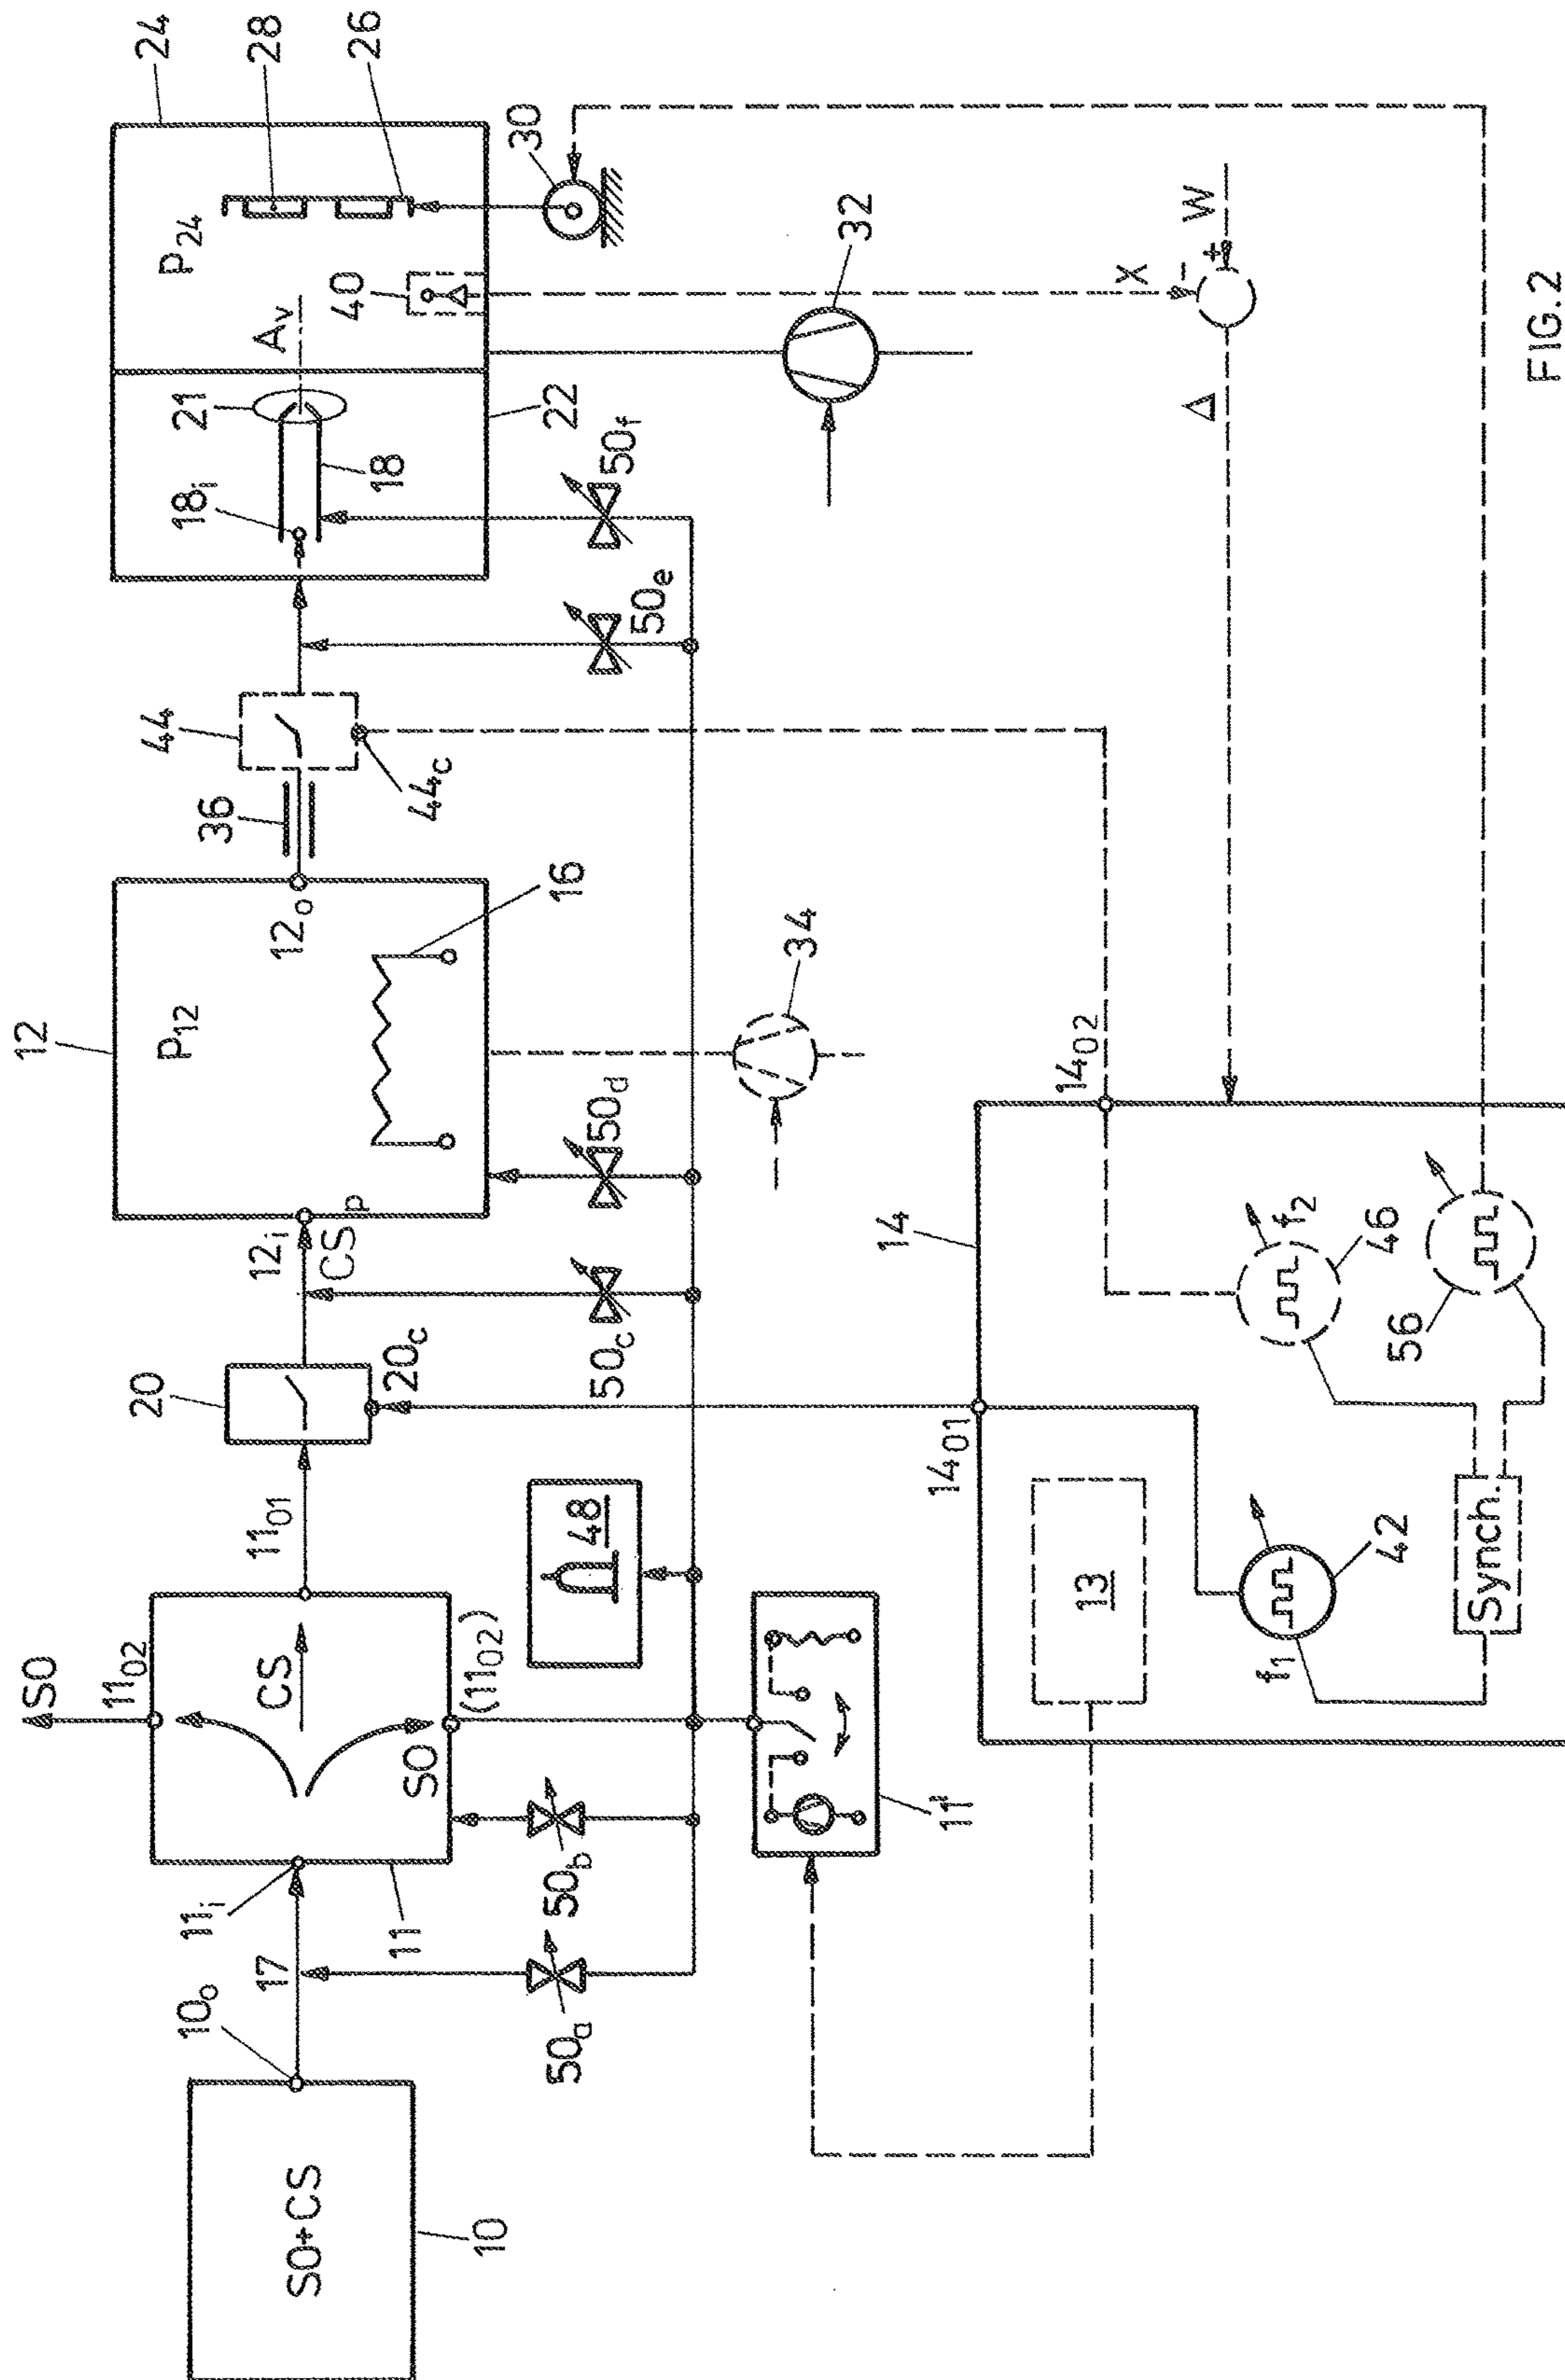 24
28
26
P24
30
40
Av
21
18i
18
22
50f
32
X
-
+
W
Δ
50e
44
44c
36
12
P12
12o
16
34
50d
12i
CSp
50c
20
20c
14o2
14
f2
46
56
14o1
13
42
f1
Synch.
11o1
SO
11o2
CS
SO
(11o2)
48
11'
11i
11
50b
17
50a
10o
SO+CS
10
FIG. 2